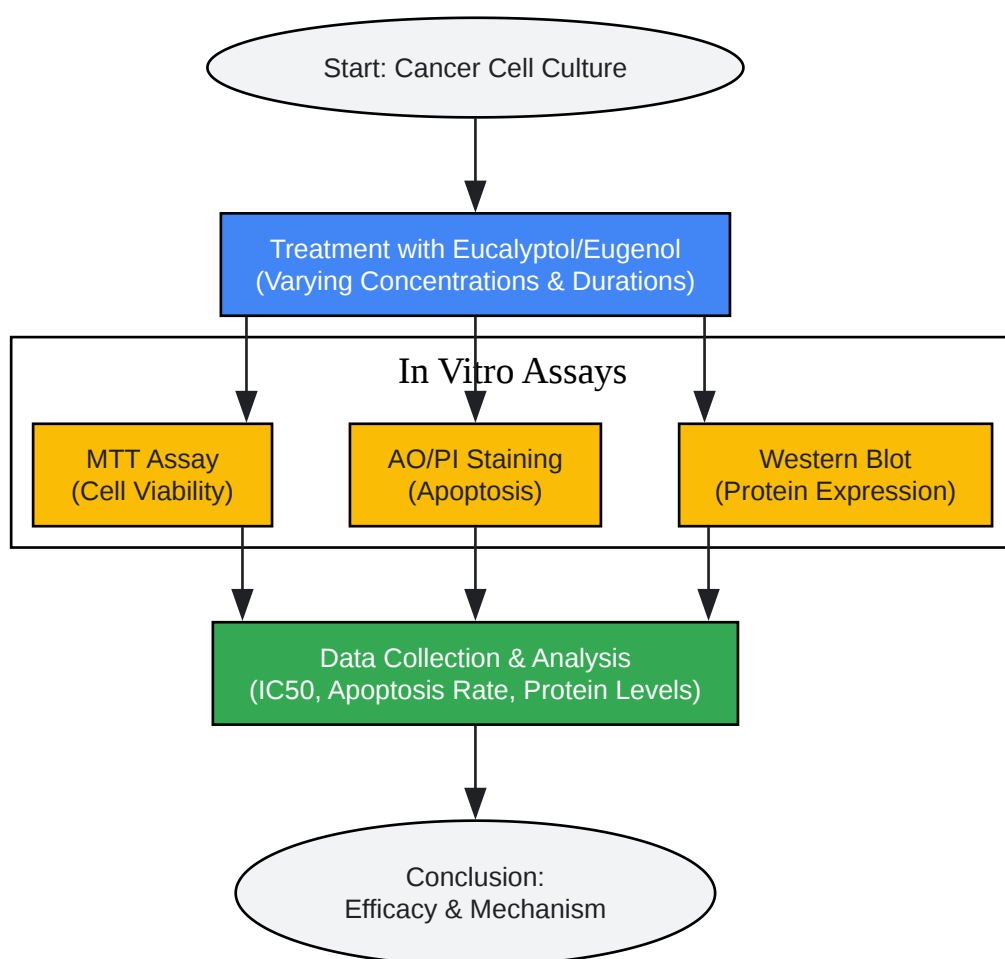 Start: Cancer Cell Culture
Treatment with Eucalyptol/Eugenol
(Varying Concentrations & Durations)
In Vitro Assays
MTT Assay
(Cell Viability)
AO/PI Staining
(Apoptosis)
Western Blot
(Protein Expression)
Data Collection & Analysis
(IC50, Apoptosis Rate, Protein Levels)
Conclusion:
Efficacy & Mechanism